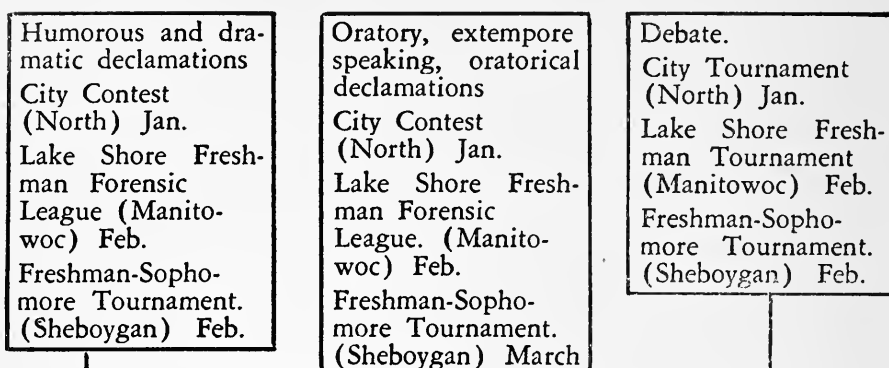 Humorous and dra-
matic declamations
City Contest
(North) Jan.
Lake Shore Fresh-
man Forensic
League (Manito-
woc) Feb.
Freshman-Sopho-
more Tournament.
(Sheboygan) Feb.
Oratory, extempore
speaking, oratorical
declamations
City Contest
(North) Jan.
Lake Shore Fresh-
man Forensic
League. (Manito-
woc) Feb.
Freshman-Sopho-
more Tournament.
(Sheboygan) March
Debate.
City Tournament
(North) Jan.
Lake Shore Fresh-
man Tournament
(Manitowoc) Feb.
Freshman-Sopho-
more Tournament.
(Sheboygan) Feb.